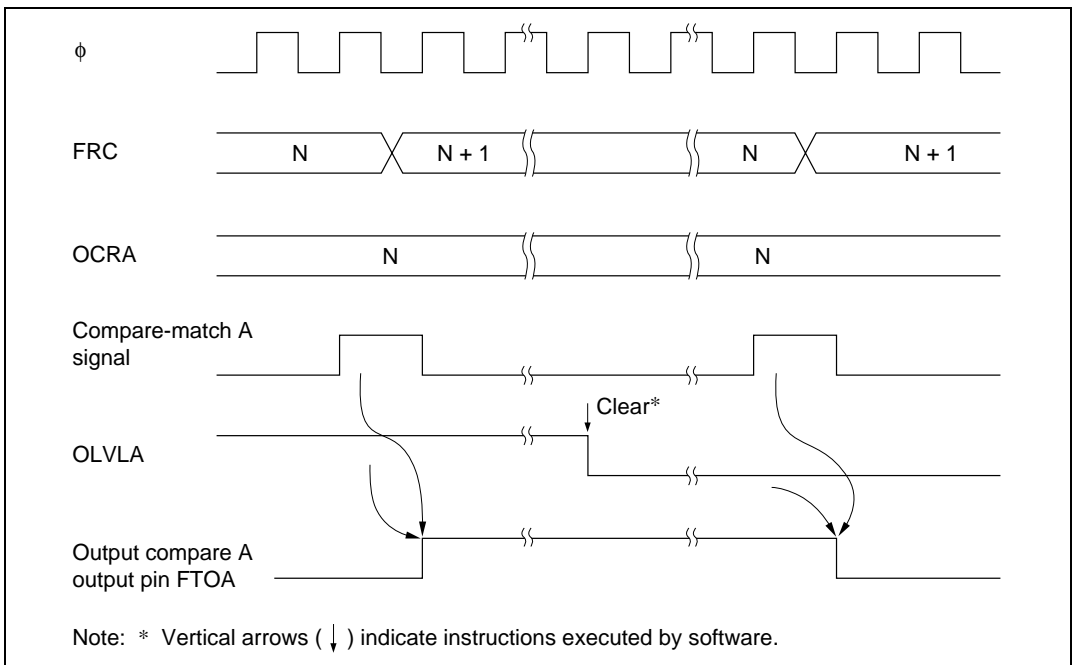 ϕ
FRC
N N + 1 N N + 1
OCRA
N N
Compare-match A
signal
Clear*
OLVLA
Output compare A
output pin FTOA
Note: * Vertical arrows ( ↓ ) indicate instructions executed by software.